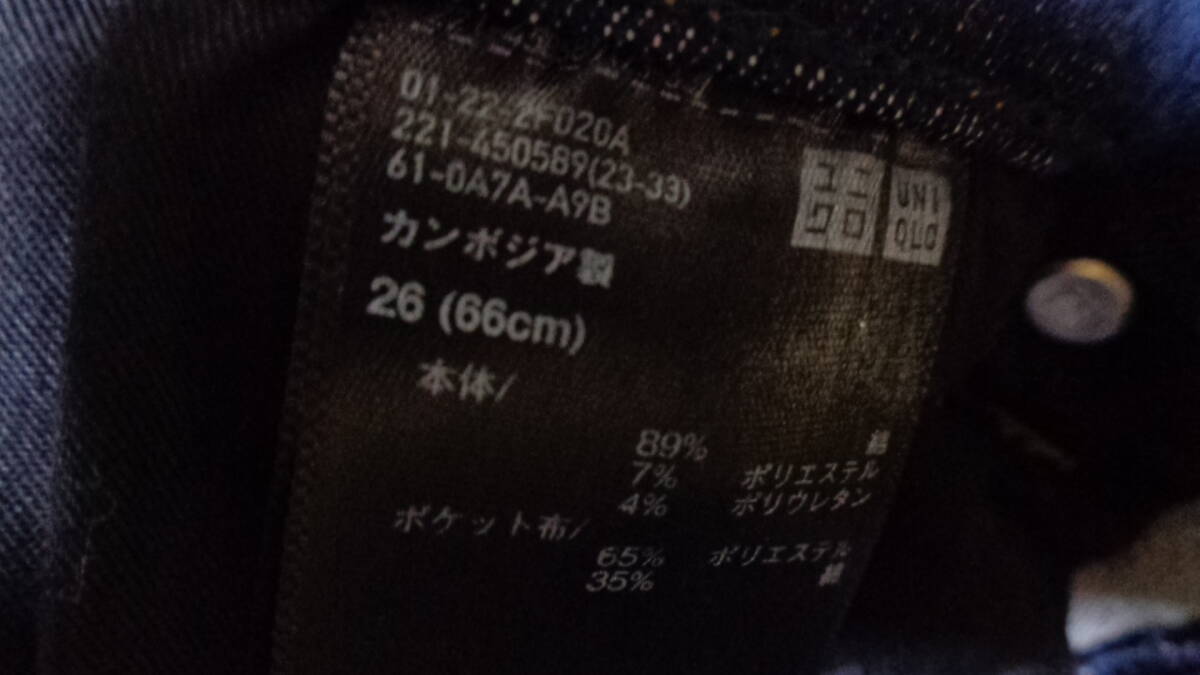 01-22-2F020A
221-450589(23-33)
61-0A7A-A9B
ユニ
クロ
UNI
QLO
カンボジア製
26 (66cm)
本体/
89% 綿
7% ポリエステル
4% ポリウレタン
ポケット布/
65% ポリエステル
35% 綿